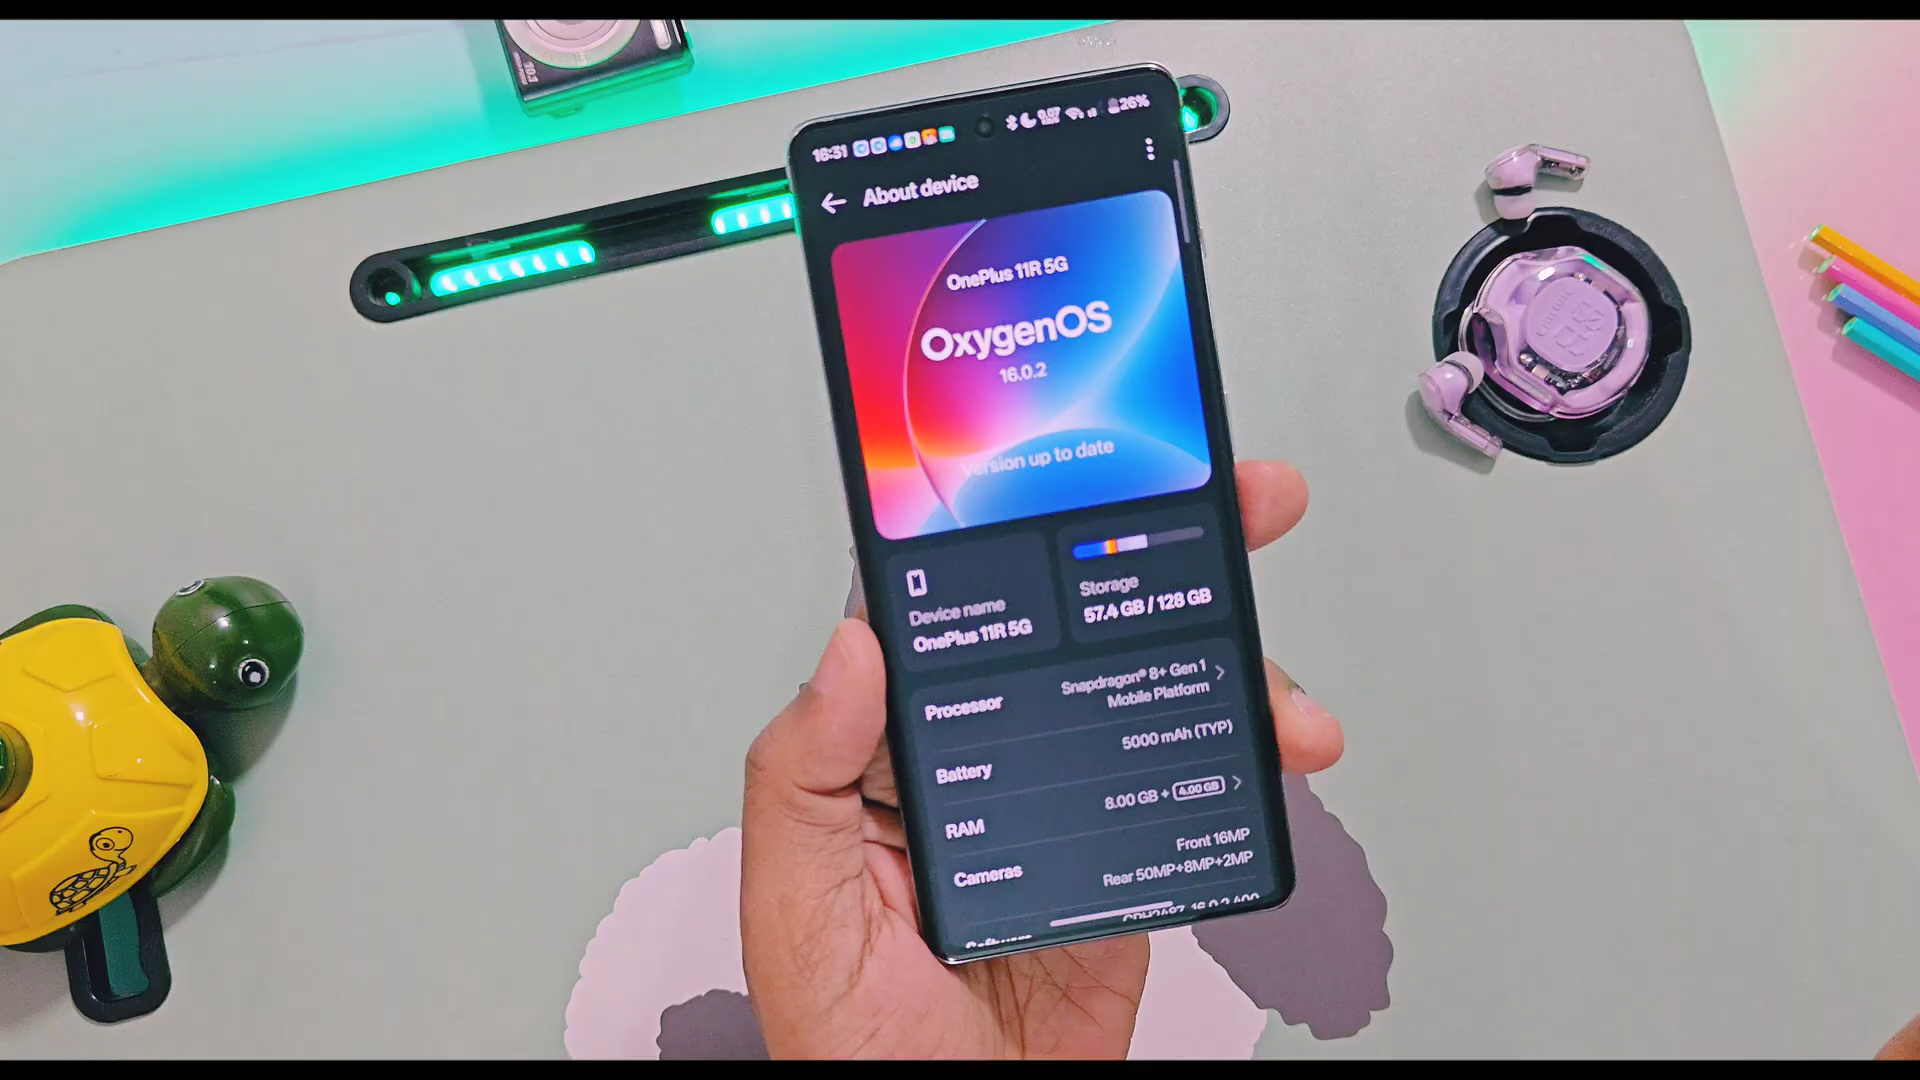 16:31
0.07
26%
About device
OnePlus 11R 5G
OxygenOS
16.0.2
Version up to date
Device name
OnePlus 11R 5G
Storage
57.4 GB / 128 GB
Processor
Snapdragon® 8+ Gen 1
Mobile Platform
Battery
5000 mAh (TYP)
RAM
8.00 GB + 4.00 GB
Cameras
Front 16MP
Rear 50MP+8MP+2MP